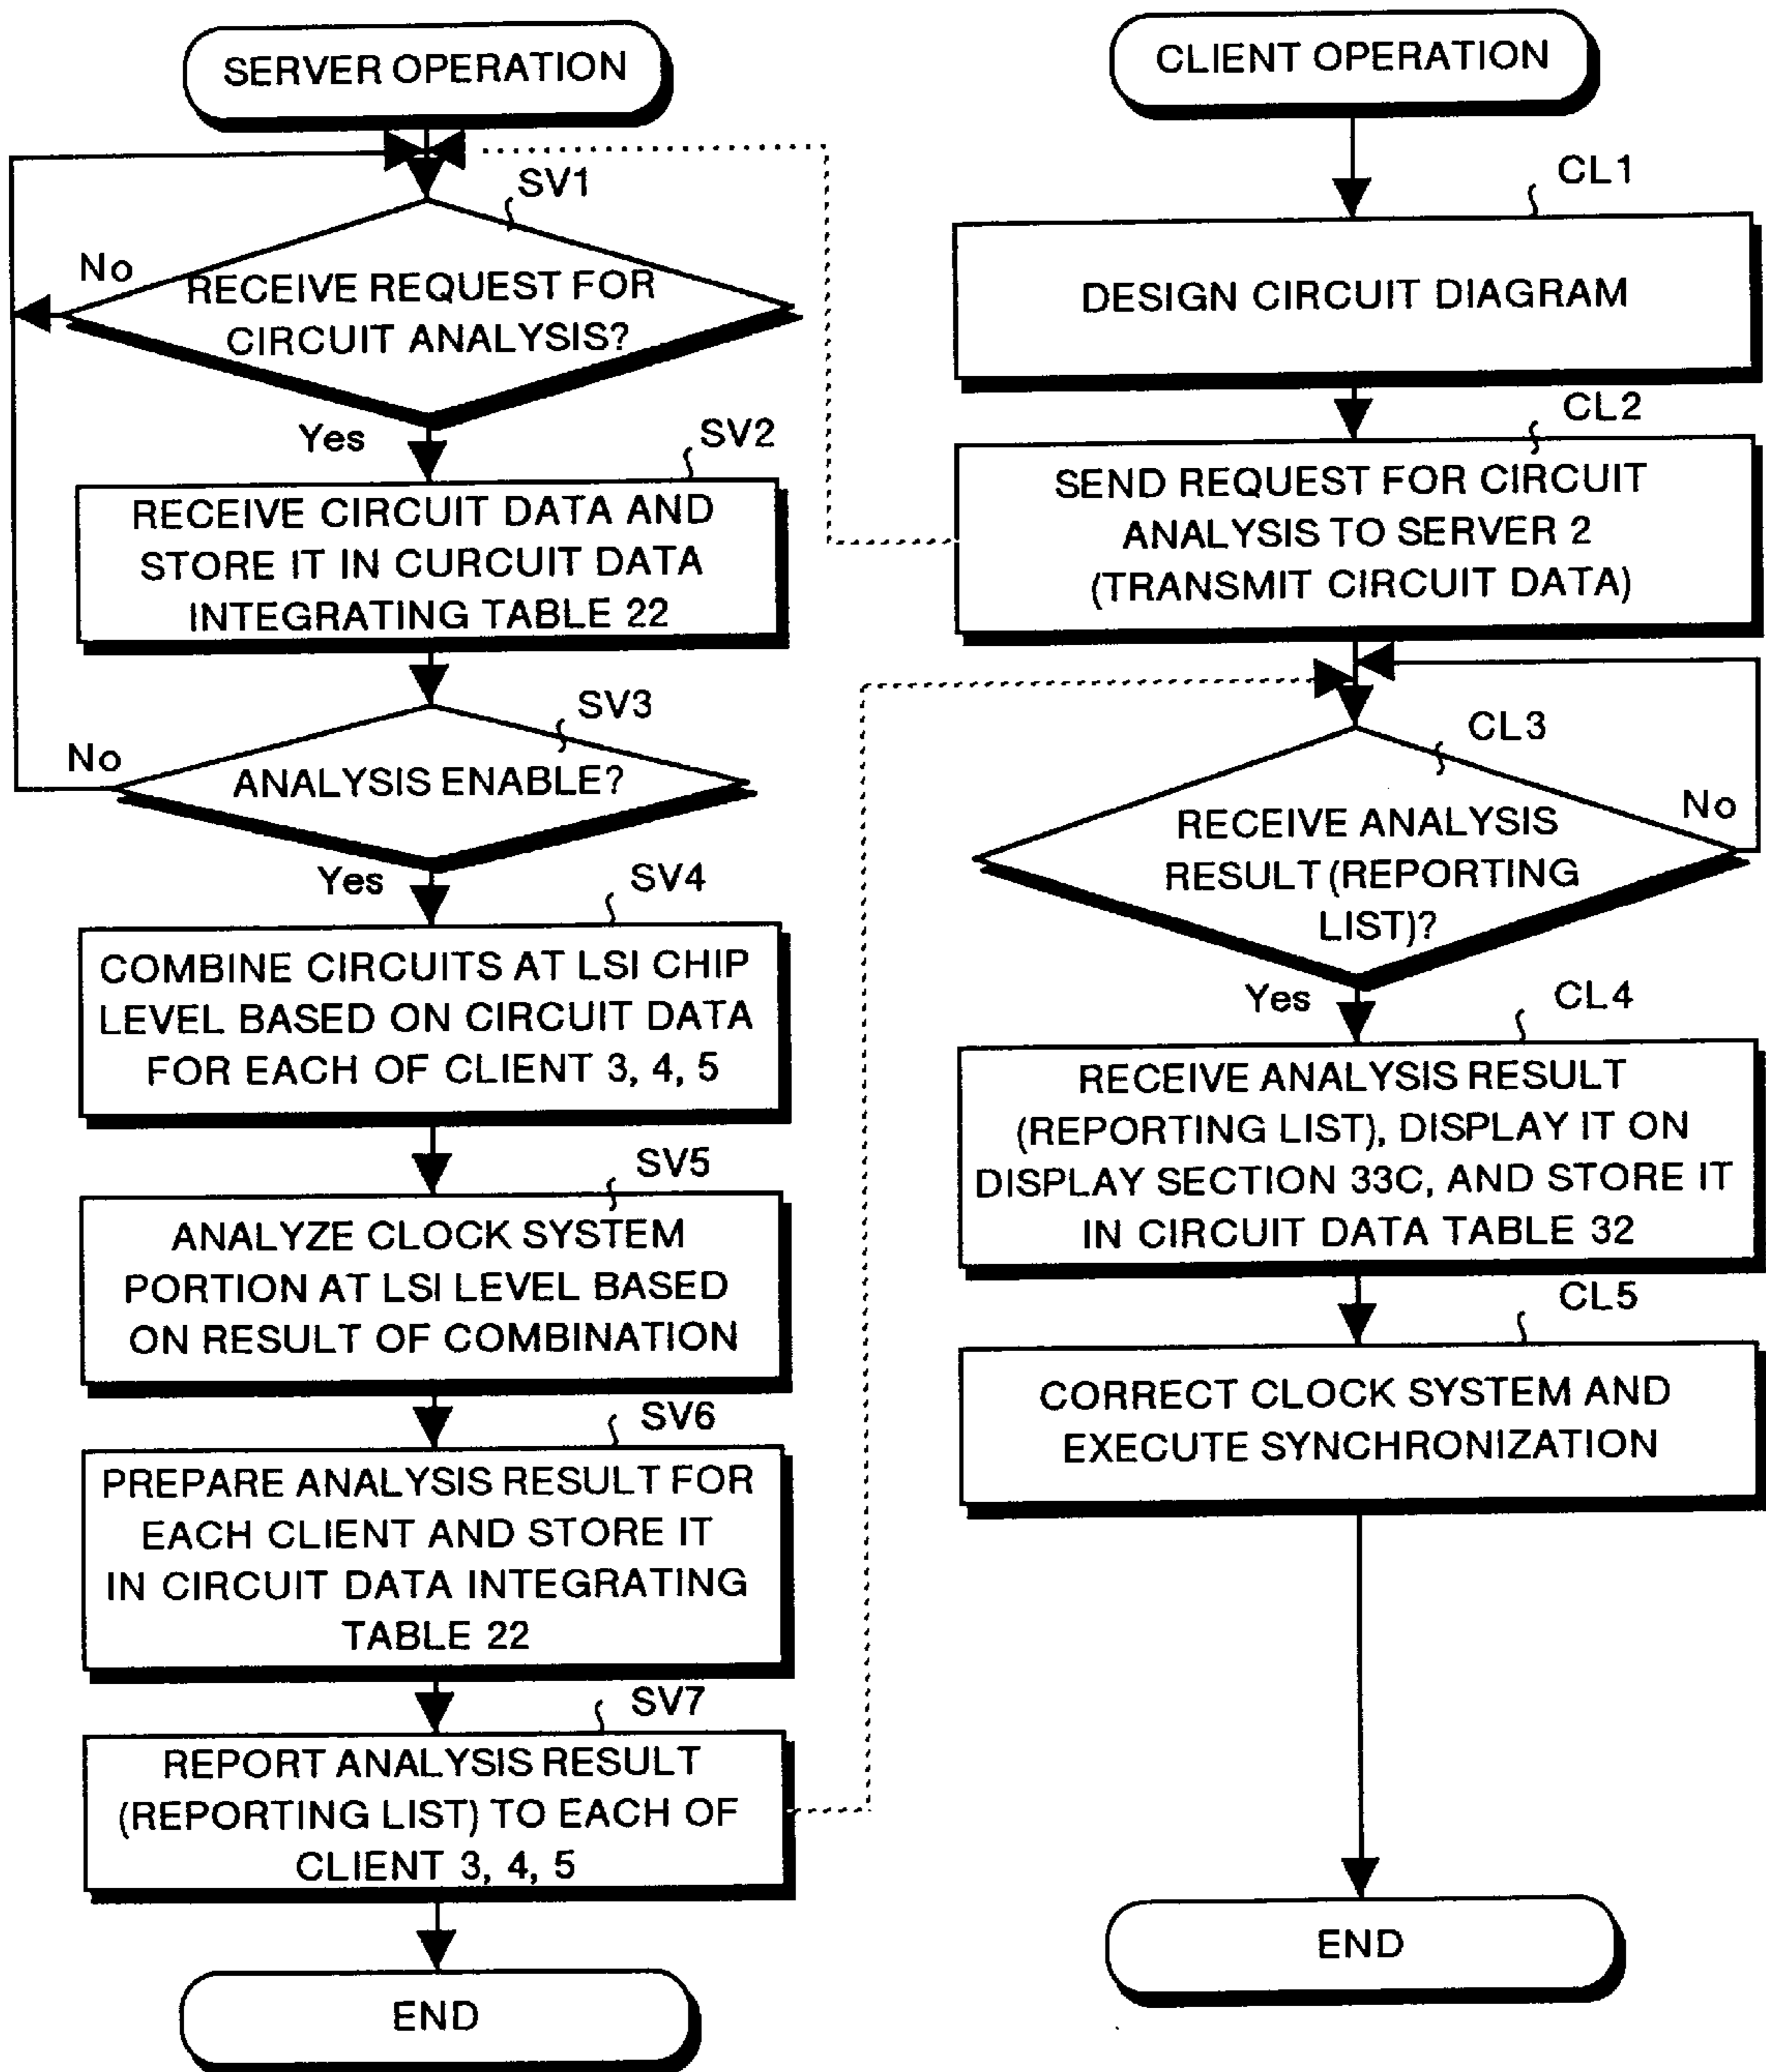 SERVER OPERATION
SV1
No
RECEIVE REQUEST FOR
CIRCUIT ANALYSIS?
Yes
SV2
RECEIVE CIRCUIT DATA AND
STORE IT IN CURCUIT DATA
INTEGRATING TABLE 22
SV3
No
ANALYSIS ENABLE?
Yes
SV4
COMBINE CIRCUITS AT LSI CHIP
LEVEL BASED ON CIRCUIT DATA
FOR EACH OF CLIENT 3, 4, 5
SV5
ANALYZE CLOCK SYSTEM
PORTION AT LSI LEVEL BASED
ON RESULT OF COMBINATION
SV6
PREPARE ANALYSIS RESULT FOR
EACH CLIENT AND STORE IT
IN CIRCUIT DATA INTEGRATING
TABLE 22
SV7
REPORT ANALYSIS RESULT
(REPORTING LIST) TO EACH OF
CLIENT 3, 4, 5
END
CLIENT OPERATION
CL1
DESIGN CIRCUIT DIAGRAM
CL2
SEND REQUEST FOR CIRCUIT
ANALYSIS TO SERVER 2
(TRANSMIT CIRCUIT DATA)
CL3
No
RECEIVE ANALYSIS
RESULT (REPORTING
LIST)?
Yes
CL4
RECEIVE ANALYSIS RESULT
(REPORTING LIST), DISPLAY IT ON
DISPLAY SECTION 33C, AND STORE IT
IN CIRCUIT DATA TABLE 32
CL5
CORRECT CLOCK SYSTEM AND
EXECUTE SYNCHRONIZATION
END